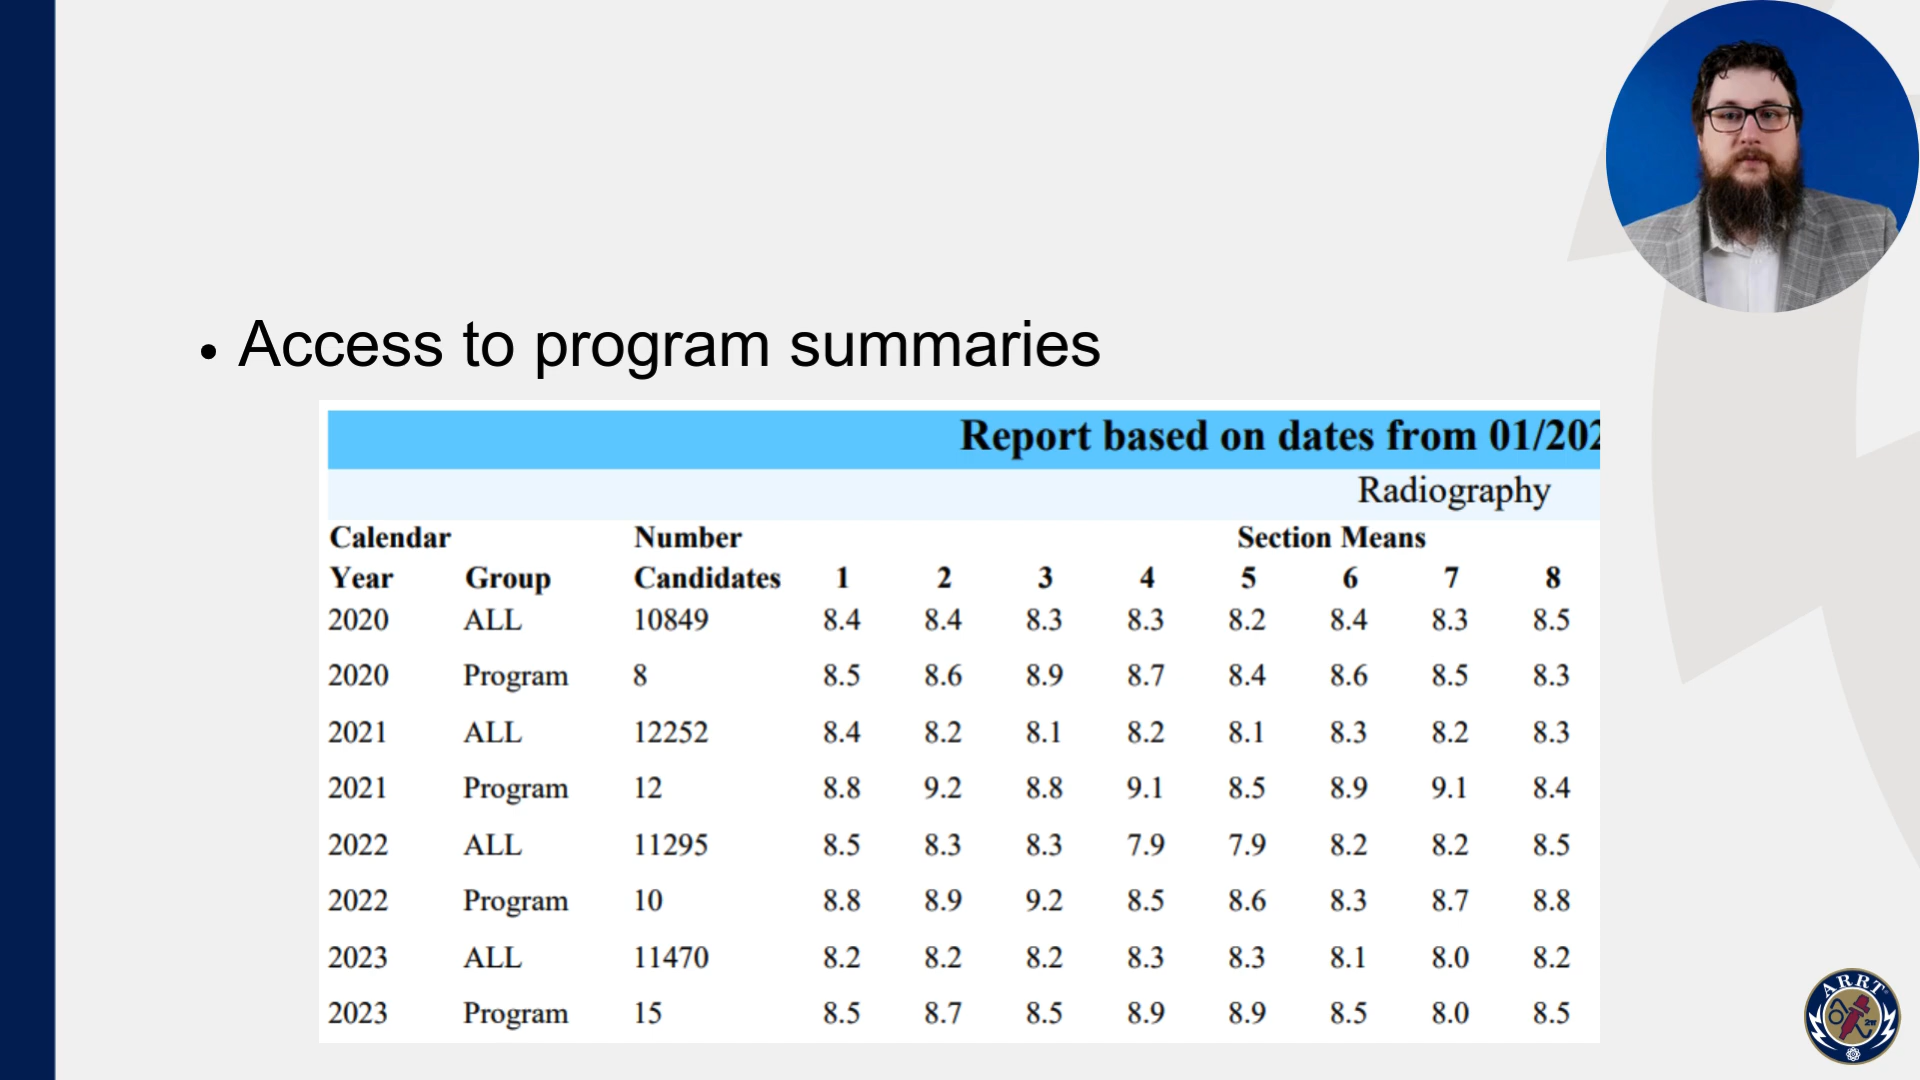 • Access to program summaries
Report based on dates from 01/202
Radiography
Calendar Number Section Means
Year Group Candidates 1 2 3 4 5 6 7 8
2020 ALL 10849 8.4 8.4 8.3 8.3 8.2 8.4 8.3 8.5
2020 Program 8 8.5 8.6 8.9 8.7 8.4 8.6 8.5 8.3
2021 ALL 12252 8.4 8.2 8.1 8.2 8.1 8.3 8.2 8.3
2021 Program 12 8.8 9.2 8.8 9.1 8.5 8.9 9.1 8.4
2022 ALL 11295 8.5 8.3 8.3 7.9 7.9 8.2 8.2 8.5
2022 Program 10 8.8 8.9 9.2 8.5 8.6 8.3 8.7 8.8
2023 ALL 11470 8.2 8.2 8.2 8.3 8.3 8.1 8.0 8.2
2023 Program 15 8.5 8.7 8.5 8.9 8.9 8.5 8.0 8.5
ARRT